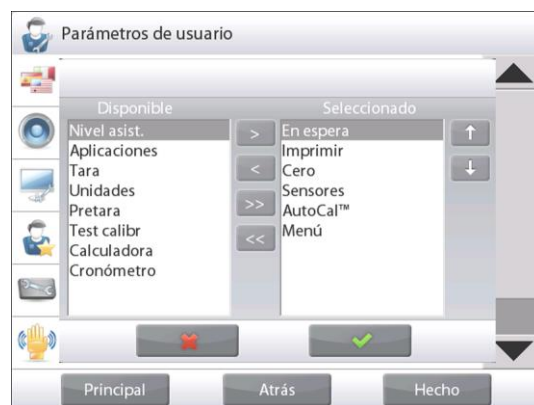 Parámetros de usuario
Disponible
Seleccionado
Nivel asist.
Aplicaciones
Tara
Unidades
Pretara
Test calibr
Calculadora
Cronómetro
>
<
>>
<<
En espera
Imprimir
Cero
Sensores
AutoCal™
Menú
Principal
Atrás
Hecho